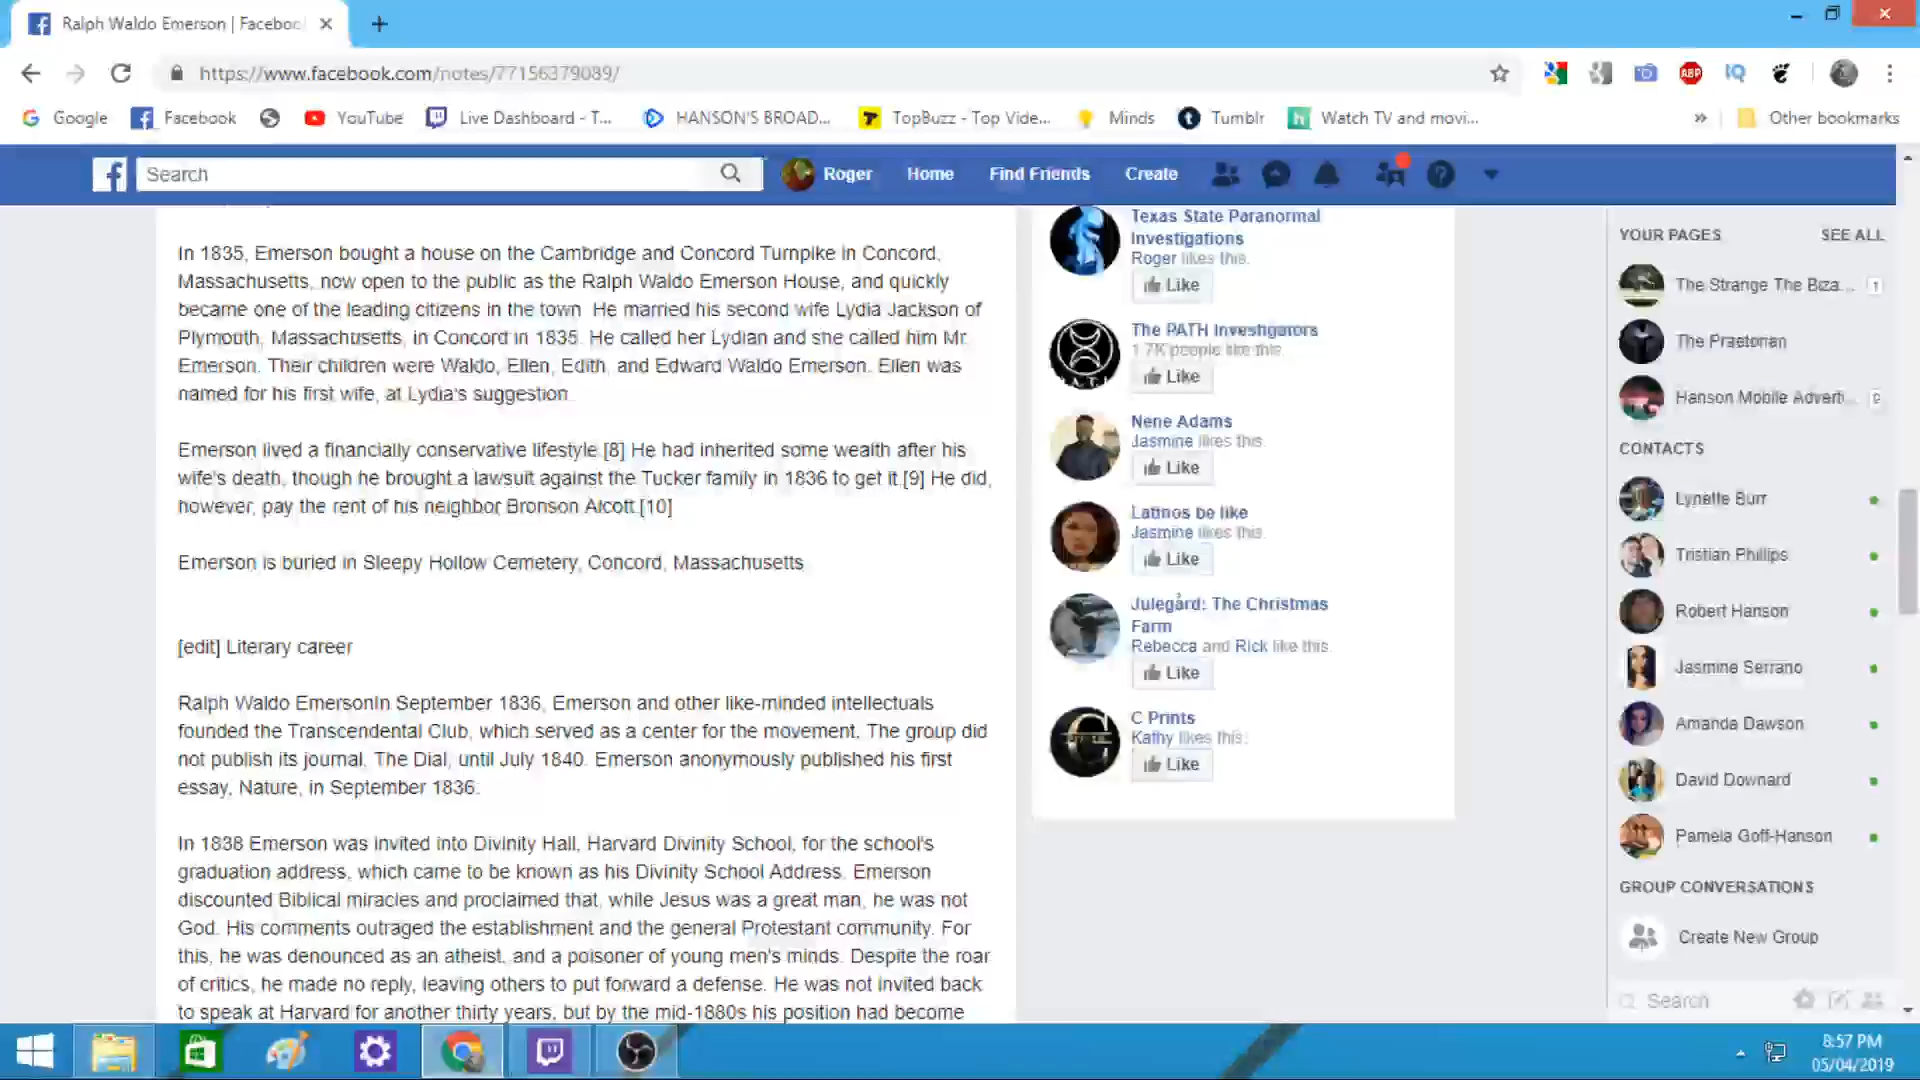 Ralph Waldo Emerson | Faceboo
https://www.facebook.com/notes/77156379089/
Google
Facebook
YouTube
Live Dashboard - T...
HANSON'S BROAD...
TopBuzz - Top Vide...
Minds
Tumblr
Watch TV and movi...
Other bookmarks
Search
Roger
Home
Find Friends
Create
In 1835, Emerson bought a house on the Cambridge and Concord Turnpike in Concord,
Massachusetts, now open to the public as the Ralph Waldo Emerson House, and quickly
became one of the leading citizens in the town. He married his second wife Lydia Jackson of
Plymouth, Massachusetts, in Concord in 1835. He called her Lydian and she called him Mr.
Emerson. Their children were Waldo, Ellen, Edith, and Edward Waldo Emerson. Ellen was
named for his first wife, at Lydia's suggestion.
Emerson lived a financially conservative lifestyle.[8] He had inherited some wealth after his
wife's death, though he brought a lawsuit against the Tucker family in 1836 to get it.[9] He did,
however, pay the rent of his neighbor Bronson Alcott.[10]
Emerson is buried in Sleepy Hollow Cemetery, Concord, Massachusetts
[edit] Literary career
Ralph Waldo EmersonIn September 1836, Emerson and other like-minded intellectuals
founded the Transcendental Club, which served as a center for the movement. The group did
not publish its journal, The Dial, until July 1840. Emerson anonymously published his first
essay, Nature, in September 1836.
In 1838 Emerson was invited into Divinity Hall, Harvard Divinity School, for the school's
graduation address, which came to be known as his Divinity School Address. Emerson
discounted Biblical miracles and proclaimed that, while Jesus was a great man, he was not
God. His comments outraged the establishment and the general Protestant community. For
this, he was denounced as an atheist, and a poisoner of young men's minds. Despite the roar
of critics, he made no reply, leaving others to put forward a defense. He was not invited back
to speak at Harvard for another thirty years, but by the mid-1880s his position had become
Texas State Paranormal
Investigations
Roger likes this.
Like
The PATH Investigators
1.7K people like this.
Like
Nene Adams
Jasmine likes this.
Like
Latinos be like
Jasmine likes this.
Like
Julegård: The Christmas
Farm
Rebecca and Rick like this.
Like
C Prints
Kathy likes this.
Like
YOUR PAGES
SEE ALL
The Strange The Biza...
1
The Praetorian
Hanson Mobile Adverti...
9
CONTACTS
Lynette Burr
Tristian Phillips
Robert Hanson
Jasmine Serrano
Amanda Dawson
David Downard
Pamela Goff-Hanson
GROUP CONVERSATIONS
Create New Group
Search
8:57 PM
05/04/2019